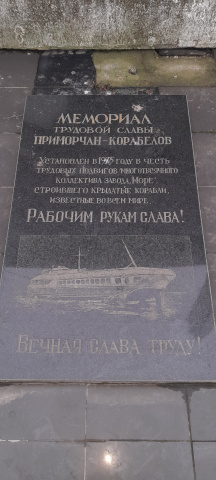 МЕМОРИАЛ
ТРУДОВОЙ СЛАВЫ
ПРИМОРЧАН-КОРАБЕЛОВ
УСТАНОВЛЕН В ГОДУ В ЧЕСТЬ
ТРУДОВЫХ ПОДВИГОВ МНОГОТЫСЯЧНОГО
КОЛЛЕКТИВА ЗАВОДА „МОРЕ"
СТРОИВШЕГО КРЫЛАТЫЕ КОРАБЛИ,
ИЗВЕСТНЫЕ ВО ВСЕМ МИРЕ.
РАБОЧИМ РУКАМ СЛАВА!
ВЕЧНАЯ СЛАВА ТРУДУ!